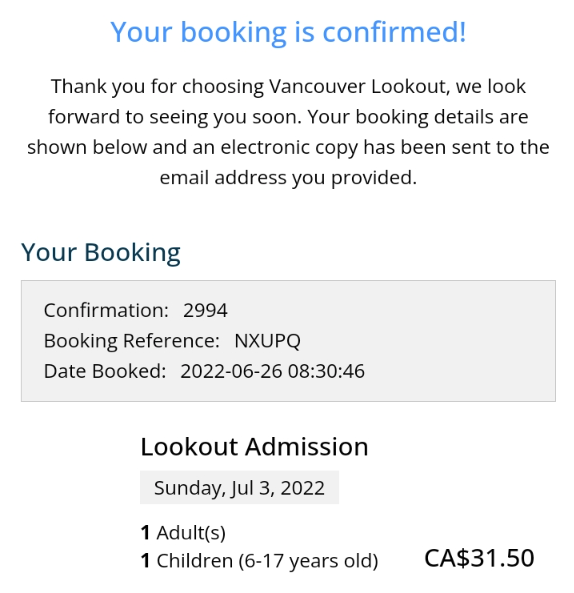 Your booking is confirmed!
Thank you for choosing Vancouver Lookout, we look
forward to seeing you soon. Your booking details are
shown below and an electronic copy has been sent to the
email address you provided.
Your Booking
Confirmation: 2994
Booking Reference: NXUPQ
Date Booked: 2022-06-26 08:30:46
Lookout Admission
Sunday, Jul 3, 2022
1 Adult(s)
1 Children (6-17 years old) CA$31.50